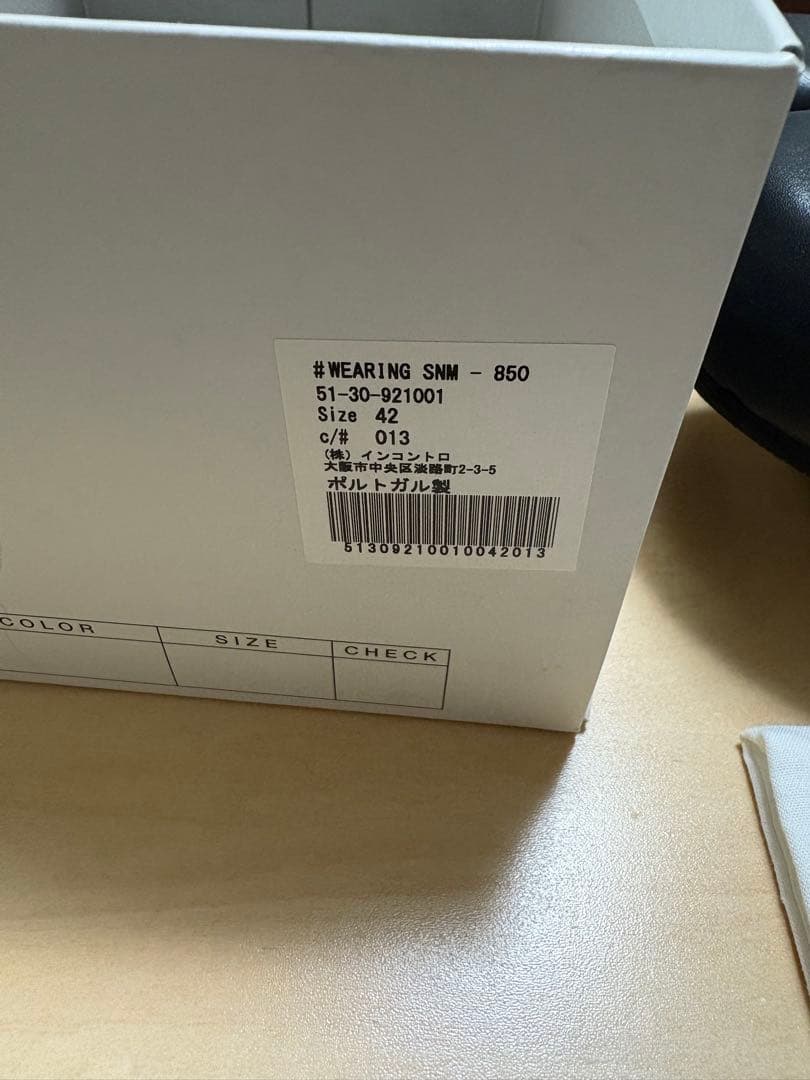 #WEARING SNM - 850
51-30-921001
Size 42
c/# 013
(株) インコントロ
大阪市中央区淡路町2-3-5
ポルトガル製
51309210010042013
COLOR SIZE CHECK